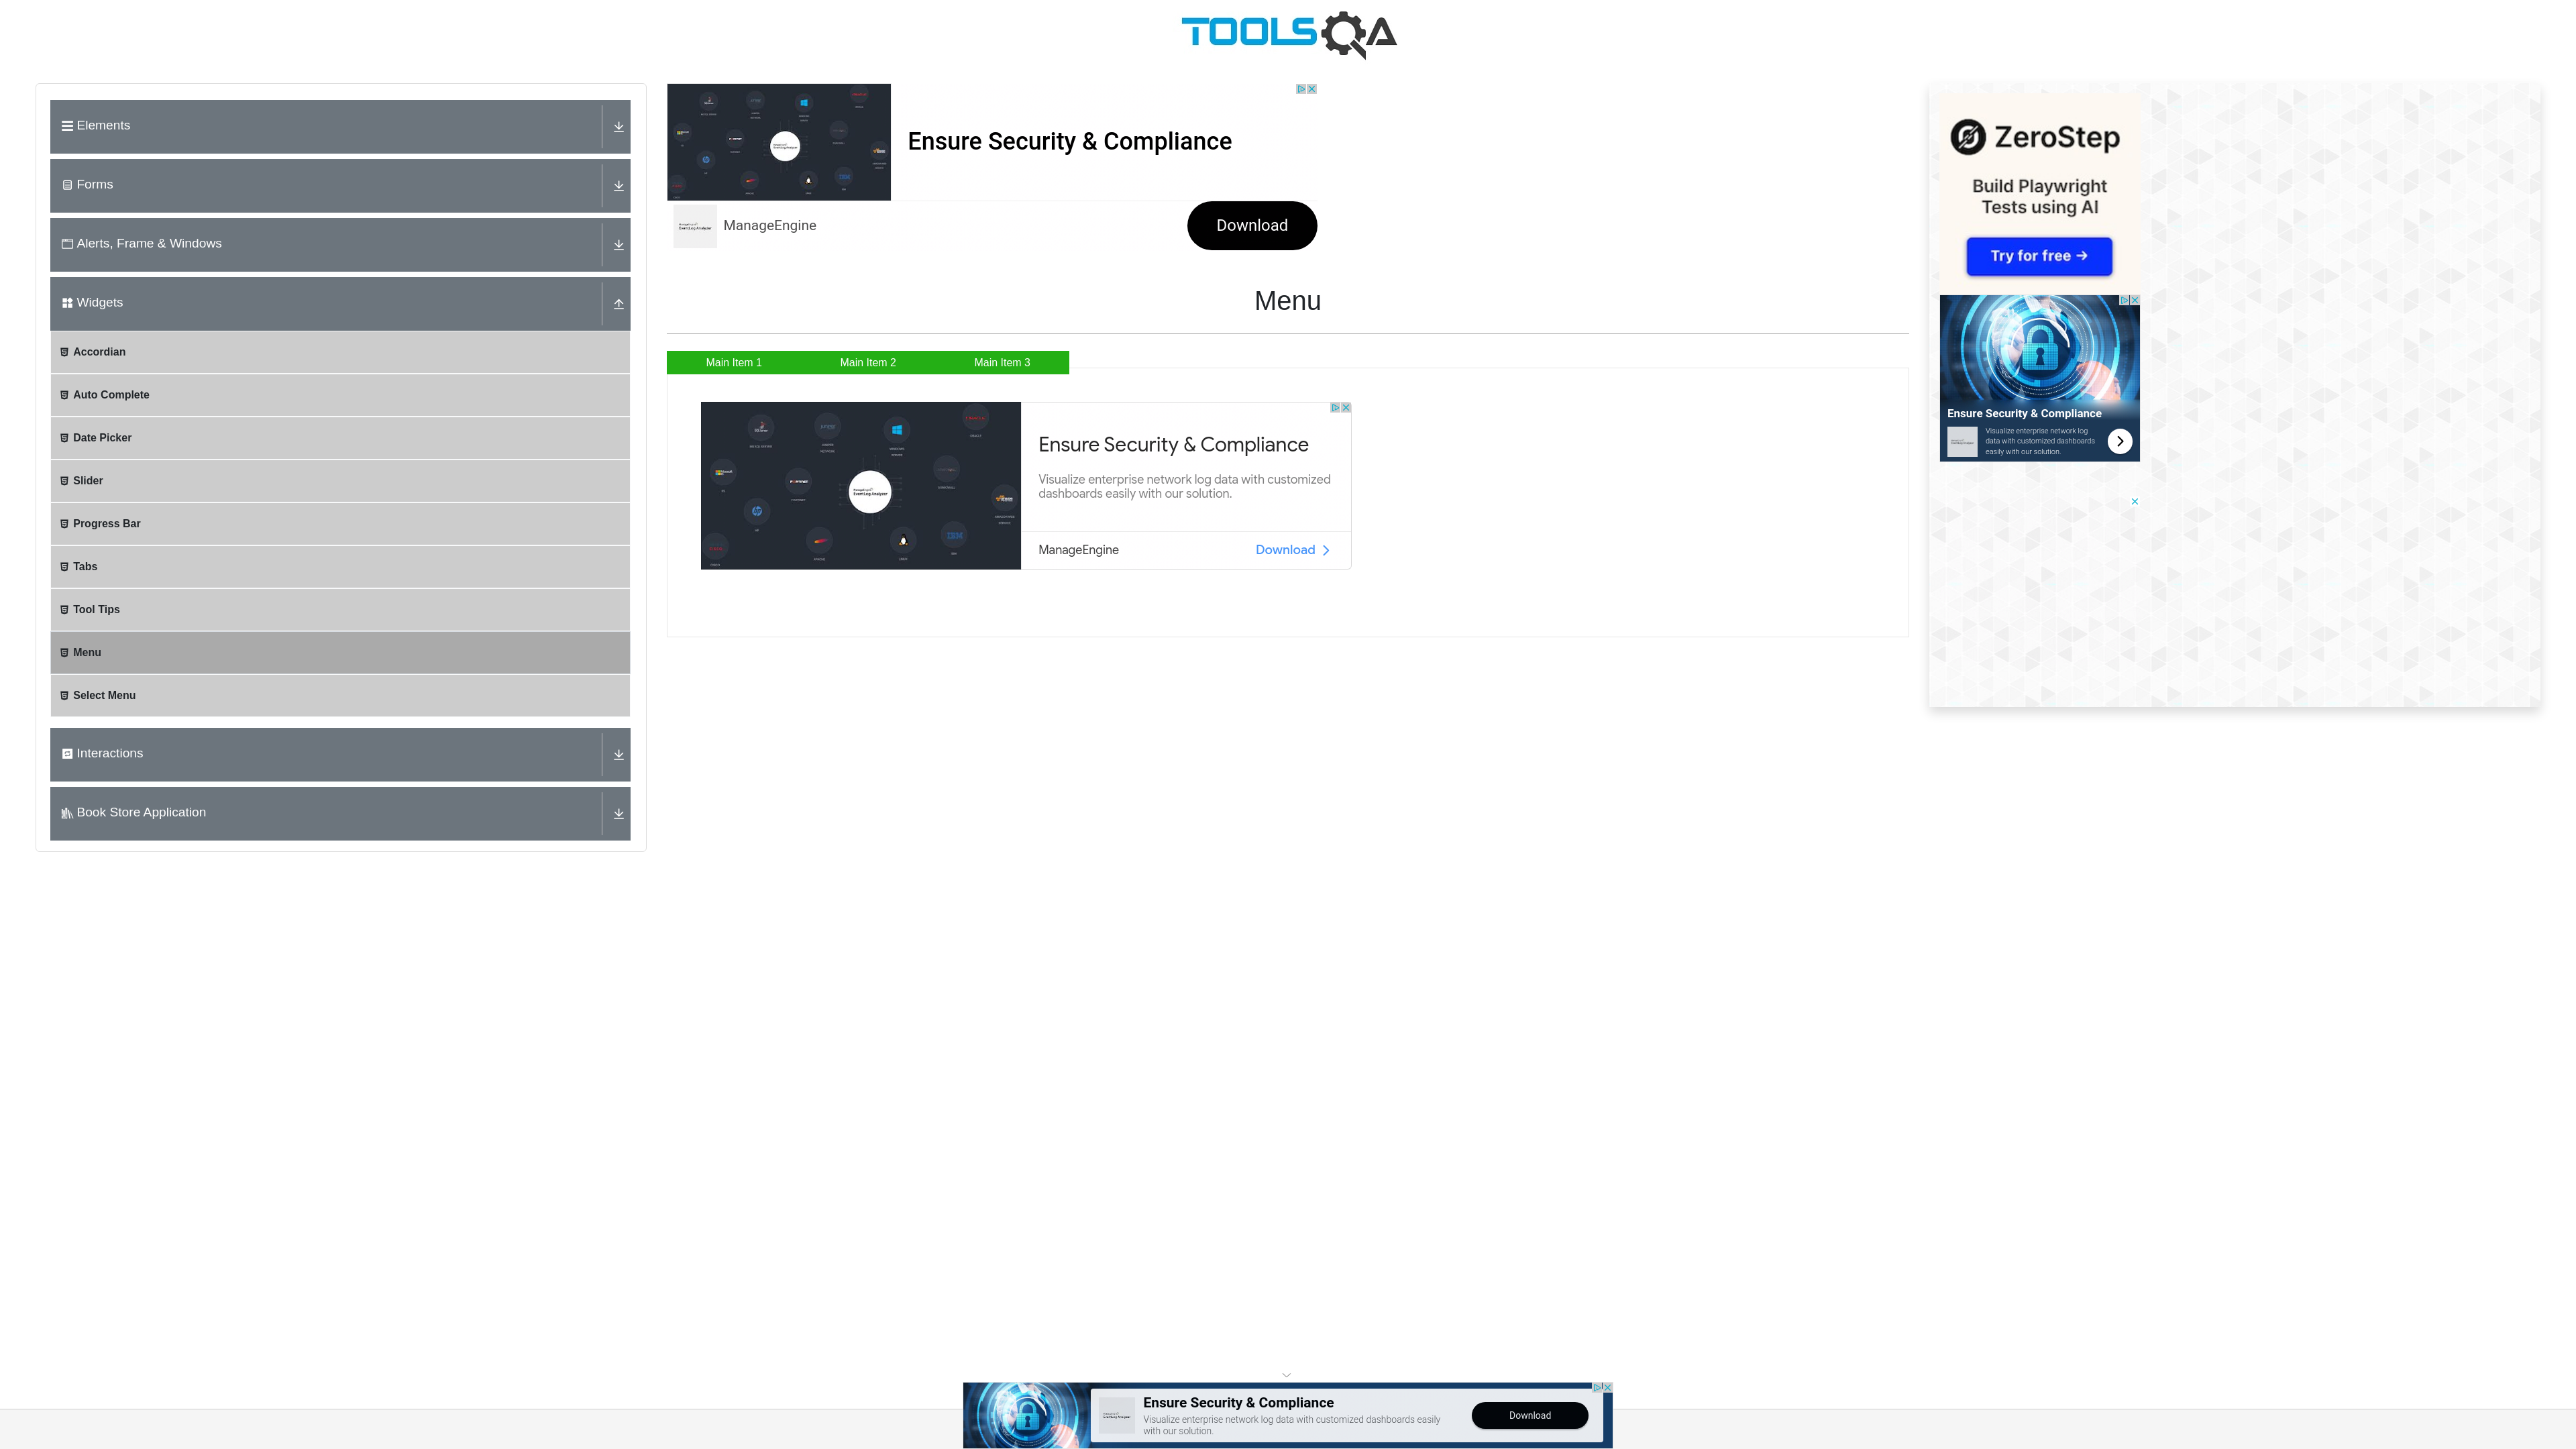 TOOLSQA
Elements
Forms
Alerts, Frame & Windows
Widgets
Accordian
Auto Complete
Date Picker
Slider
Progress Bar
Tabs
Tool Tips
Menu
Select Menu
Interactions
Book Store Application
Ensure Security & Compliance
ManageEngine
Download
Menu
Main Item 1
Main Item 2
Main Item 3
Ensure Security & Compliance
Visualize enterprise network log data with customized
dashboards easily with our solution.
ManageEngine
Download
ZeroStep
Build Playwright
Tests using AI
Try for free →
Ensure Security & Compliance
Visualize enterprise network log
data with customized dashboards
easily with our solution.
Ensure Security & Compliance
Visualize enterprise network log data with customized dashboards easily
with our solution.
Download